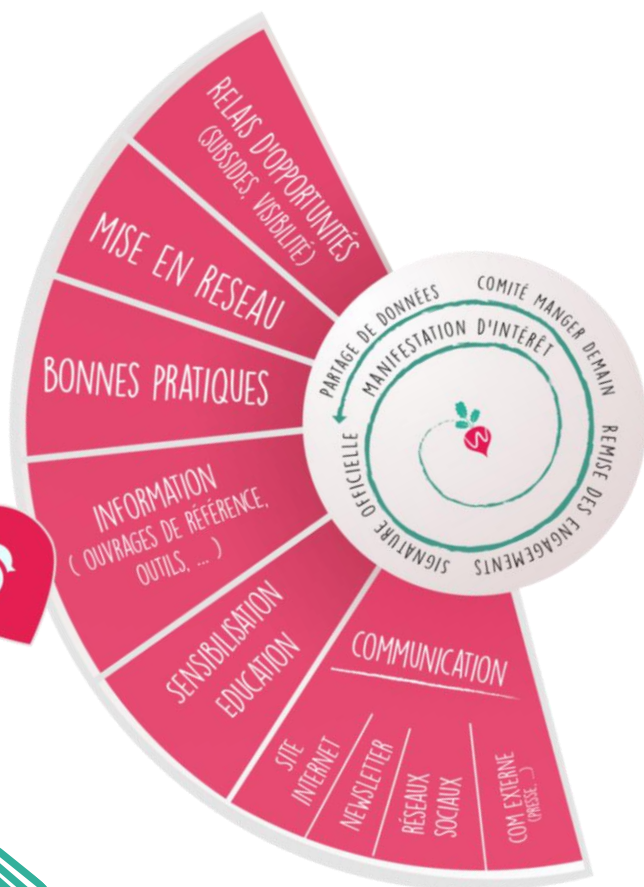 RELAIS D'OPPORTUNITÉS
(SUBSIDES, VISIBILITÉ)
MISE EN RESEAU
BONNES PRATIQUES
INFORMATION
( OUVRAGES DE RÉFÉRENCE,
OUTILS, ... )
SENSIBILISATION
EDUCATION
COMMUNICATION
SITE
INTERNET
NEWSLETTER
RÉSEAUX
SOCIAUX
COM EXTERNE
(PRESSE, ...)
MANIFESTATION D'INTÉRÊT
COMITÉ MANGER DEMAIN
REMISE DES ENGAGEMENTS
SIGNATURE OFFICIELLE
PARTAGE DE DONNÉES